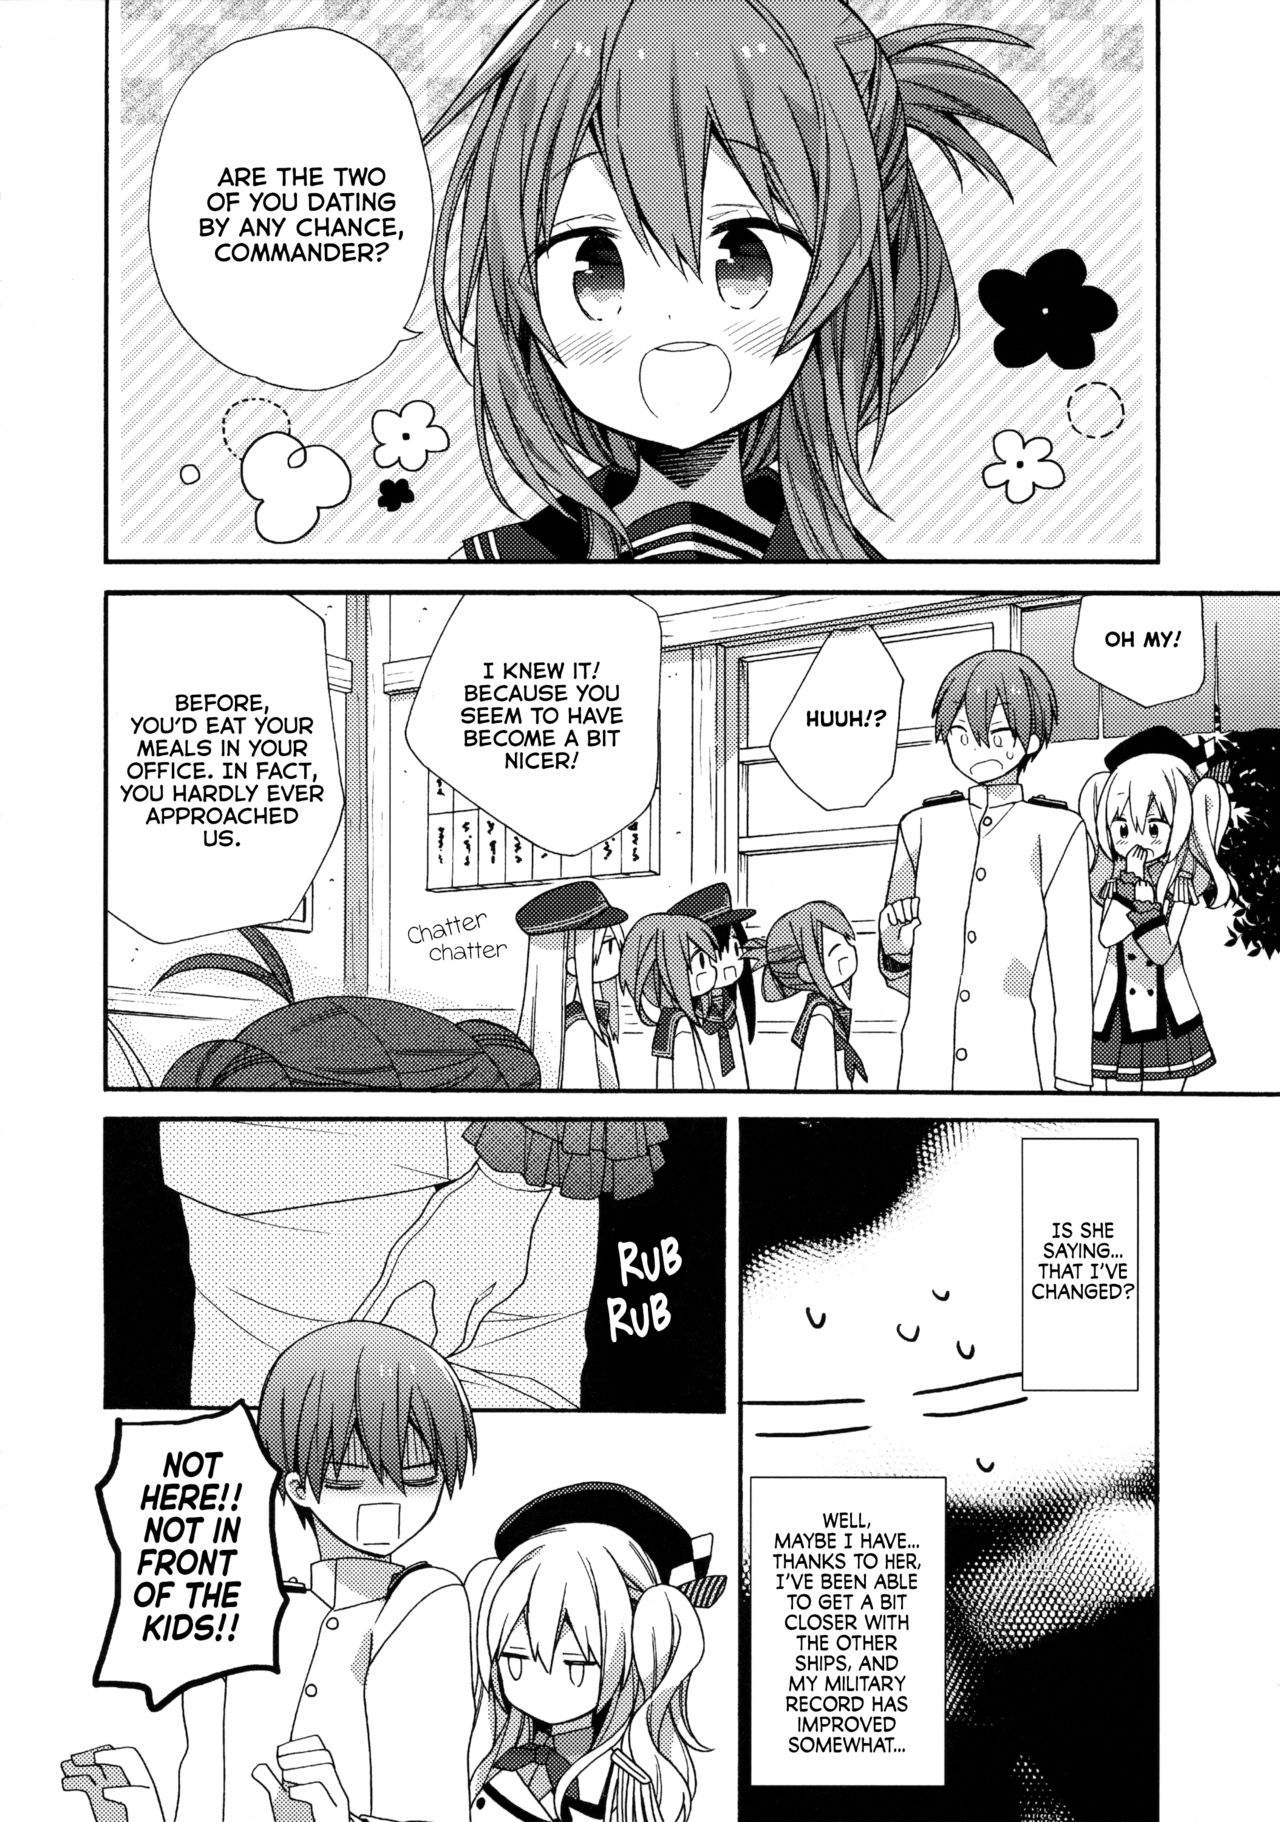 ARE THE TWO
OF YOU DATING
BY ANY CHANCE,
COMMANDER?
OH MY!
HUUH!?
I KNEW IT!
BECAUSE YOU
SEEM TO HAVE
BECOME A BIT
NICER!
BEFORE,
YOU'D EAT YOUR
MEALS IN YOUR
OFFICE. IN FACT,
YOU HARDLY EVER
APPROACHED
US.
Chatter
chatter
IS SHE
SAYING...
THAT I'VE
CHANGED?
WELL,
MAYBE I HAVE...
THANKS TO HER,
I'VE BEEN ABLE
TO GET A BIT
CLOSER WITH
THE OTHER
SHIPS, AND
MY MILITARY
RECORD HAS
IMPROVED
SOMEWHAT...
RUB
RUB
NOT
HERE!!
NOT IN
FRONT
OF THE
KIDS!!